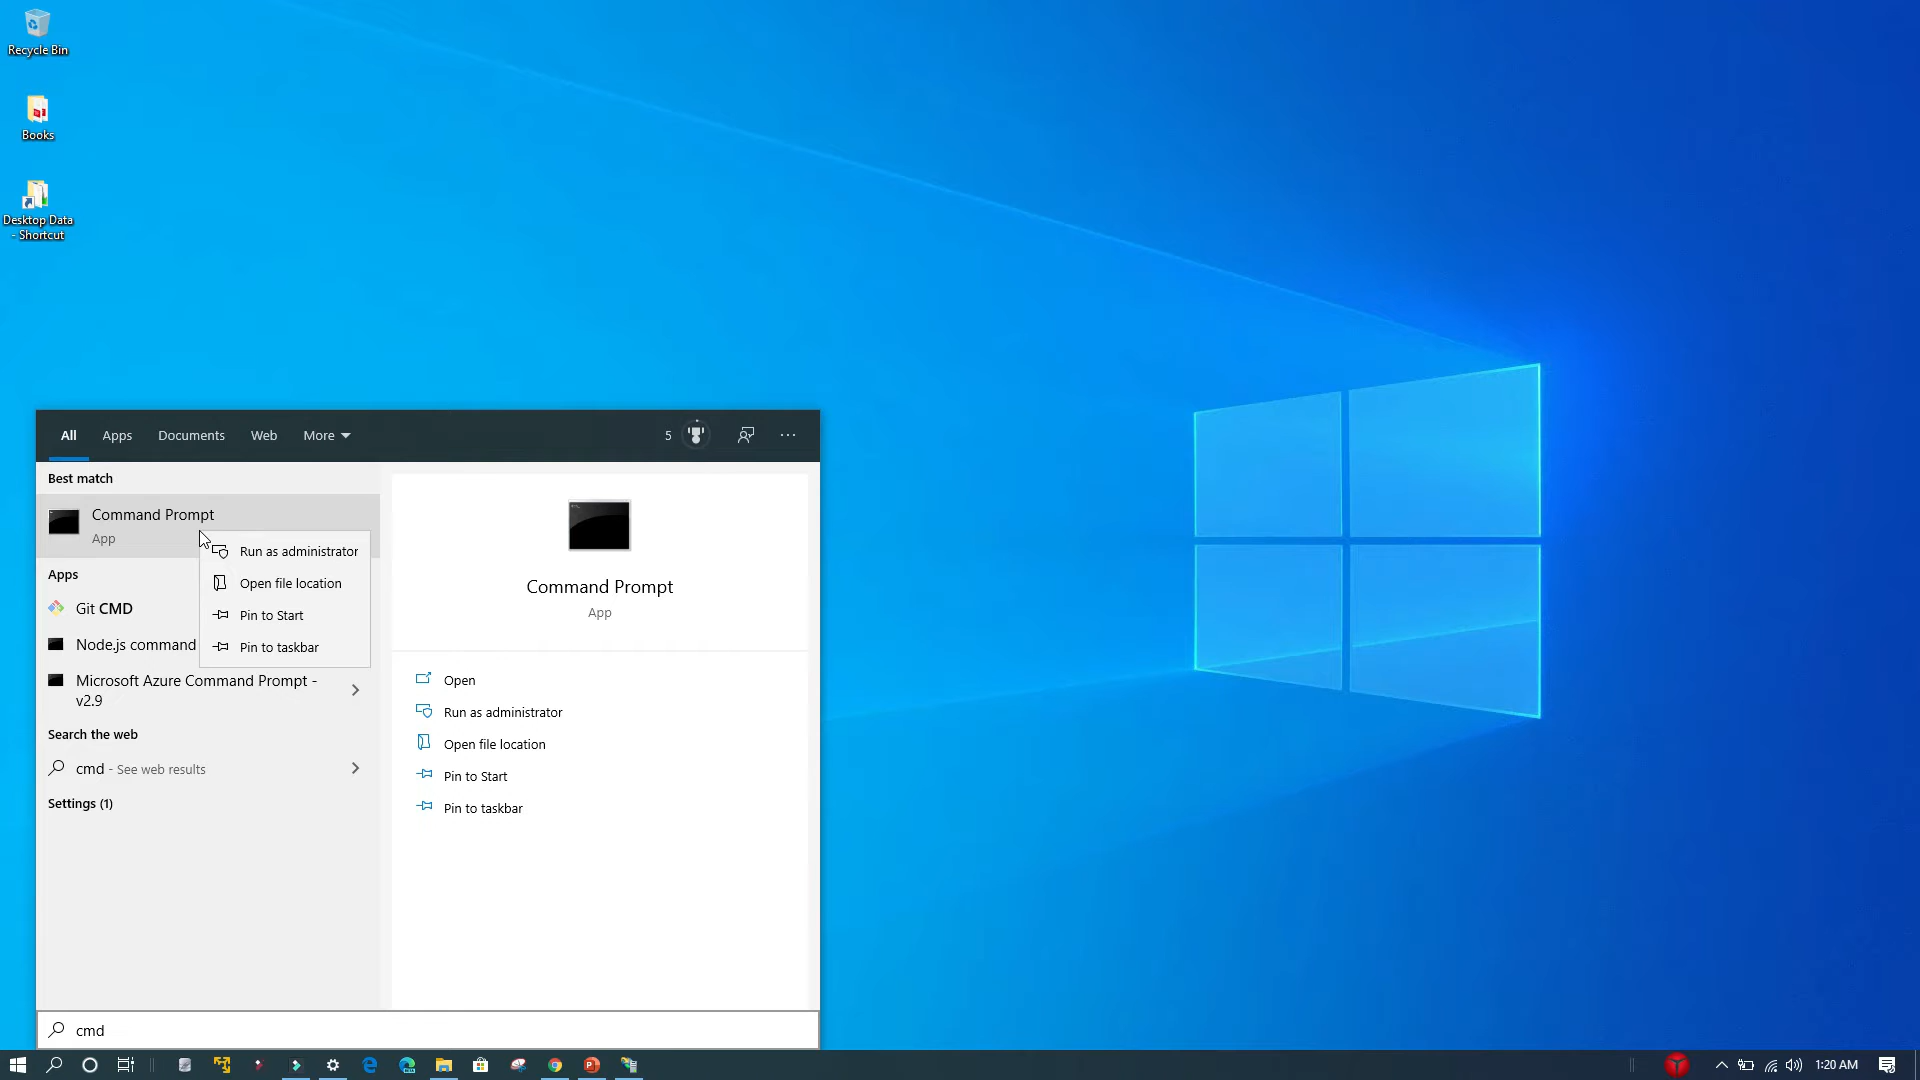 Recycle Bin
Books
Desktop Data
- Shortcut
All Apps Documents Web More 5
Best match
Command Prompt
App
Run as administrator
Open file location
Pin to Start
Pin to taskbar
Apps
Git CMD
Node.js command
Microsoft Azure Command Prompt -
v2.9
Search the web
cmd - See web results
Settings (1)
Command Prompt
App
Open
Run as administrator
Open file location
Pin to Start
Pin to taskbar
cmd
1:20 AM